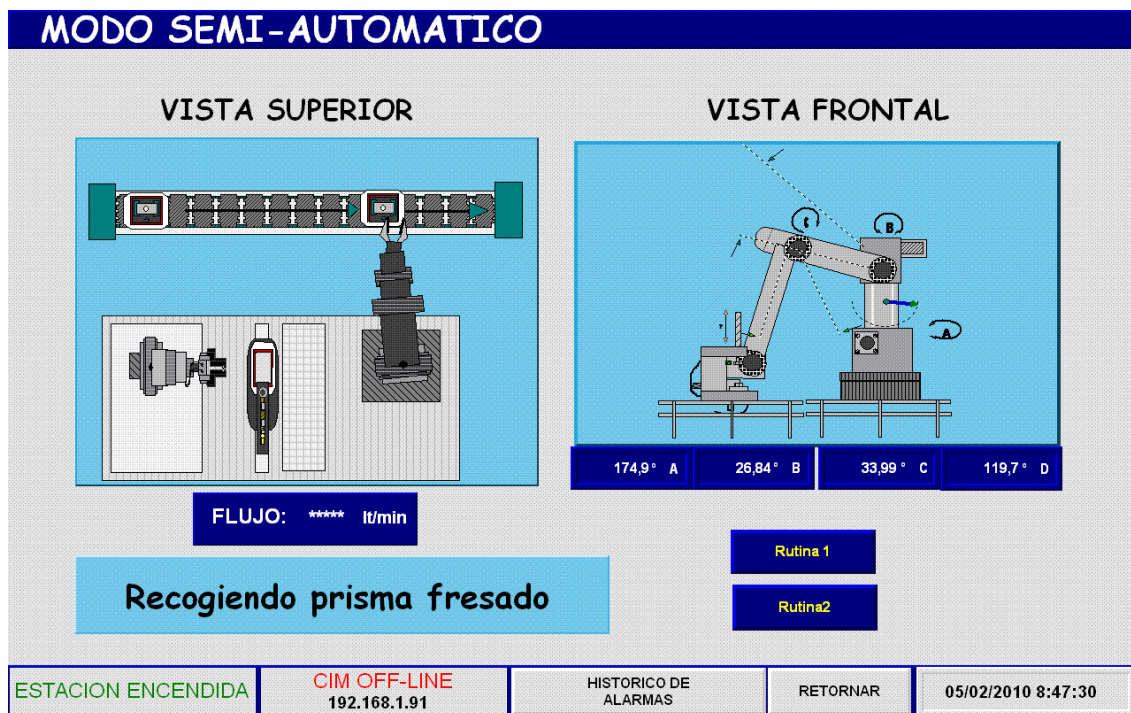 MODO SEMI-AUTOMATICO
VISTA SUPERIOR
VISTA FRONTAL
C
B
A
174,9° A
26,84° B
33,99° C
119,7° D
FLUJO: ***** lt/min
Rutina 1
Recogiendo prisma fresado
Rutina2
ESTACION ENCENDIDA
CIM OFF-LINE
192.168.1.91
HISTORICO DE
ALARMAS
RETORNAR
05/02/2010 8:47:30